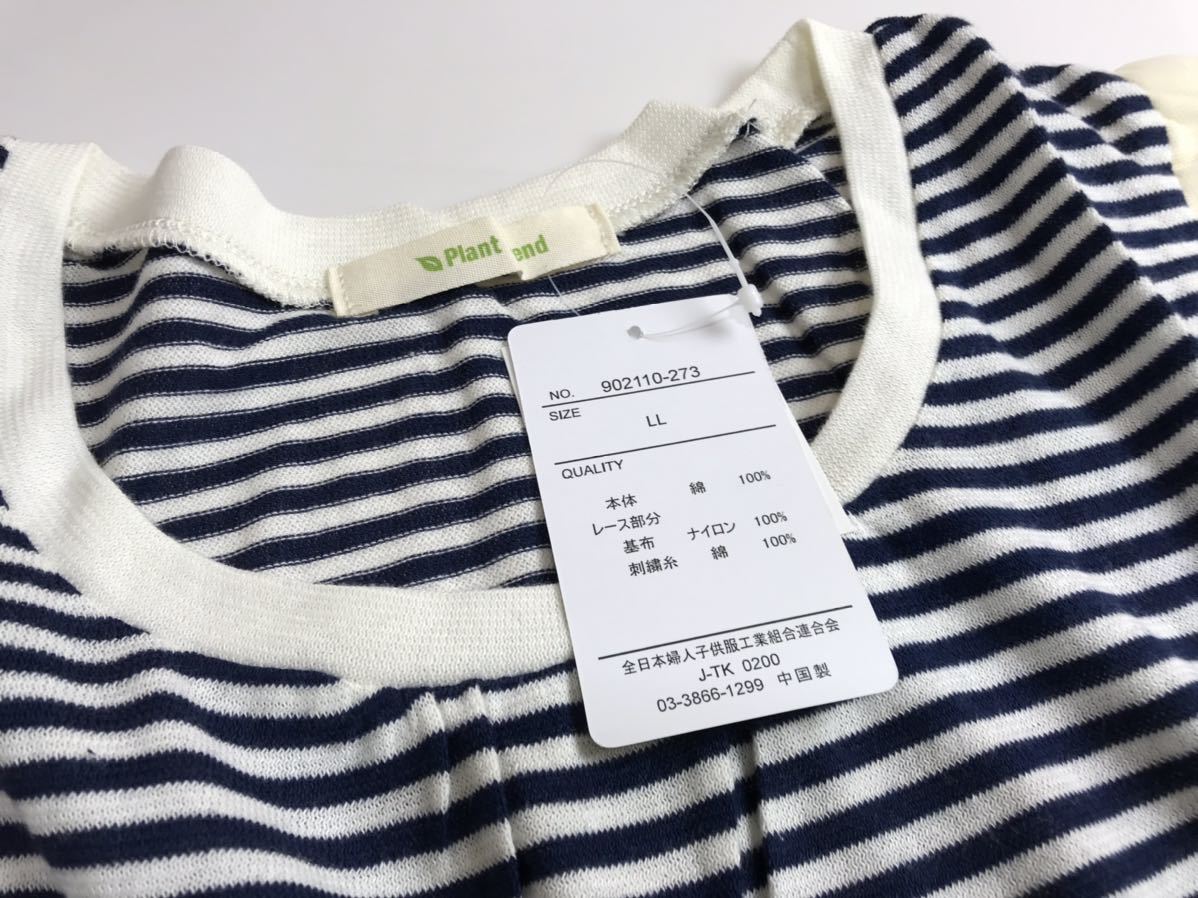 Plant end
NO. 902110-273
SIZE
LL
QUALITY
本体 綿 100%
レース部分
基布 ナイロン 100%
刺繍糸 綿 100%
全日本婦人子供服工業組合連合会
J-TK 0200
03-3866-1299 中国製